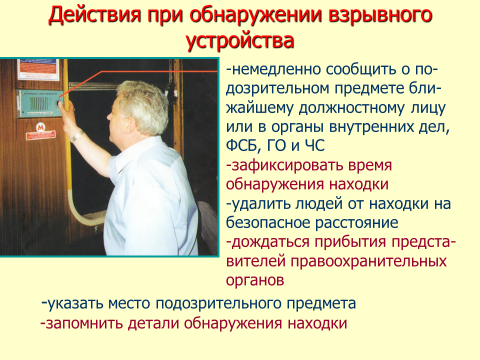 Действия при обнаружении взрывного
устройства
-немедленно сообщить о по-
дозрительном предмете бли-
жайшему должностному лицу
или в органы внутренних дел,
ФСБ, ГО и ЧС
-зафиксировать время
обнаружения находки
-удалить людей от находки на
безопасное расстояние
-дождаться прибытия предста-
вителей правоохранительных
органов
-указать место подозрительного предмета
-запомнить детали обнаружения находки